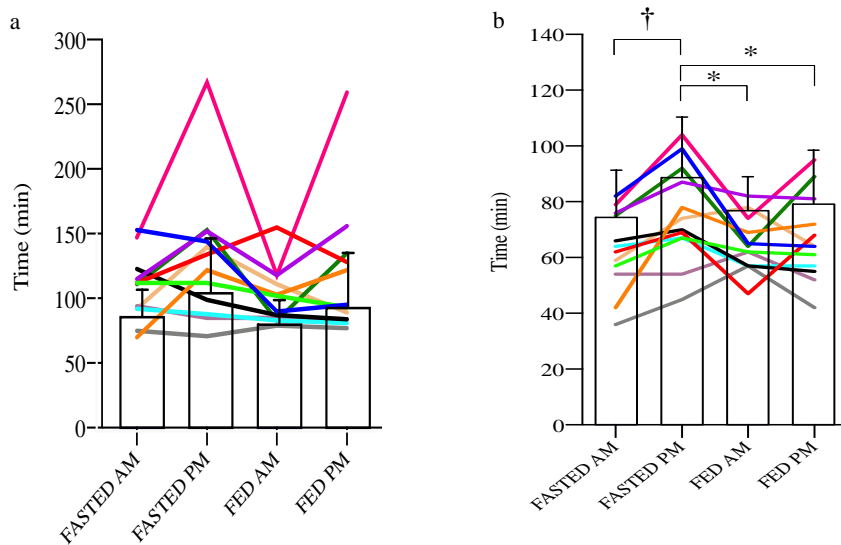 a
300
250
200
150
100
50
0
Time (min)
FASTED AM
FASTED PM
FED AM
FED PM
b
140
120
100
80
60
40
20
0
Time (min)
†
*
*
FASTED AM
FASTED PM
FED AM
FED PM